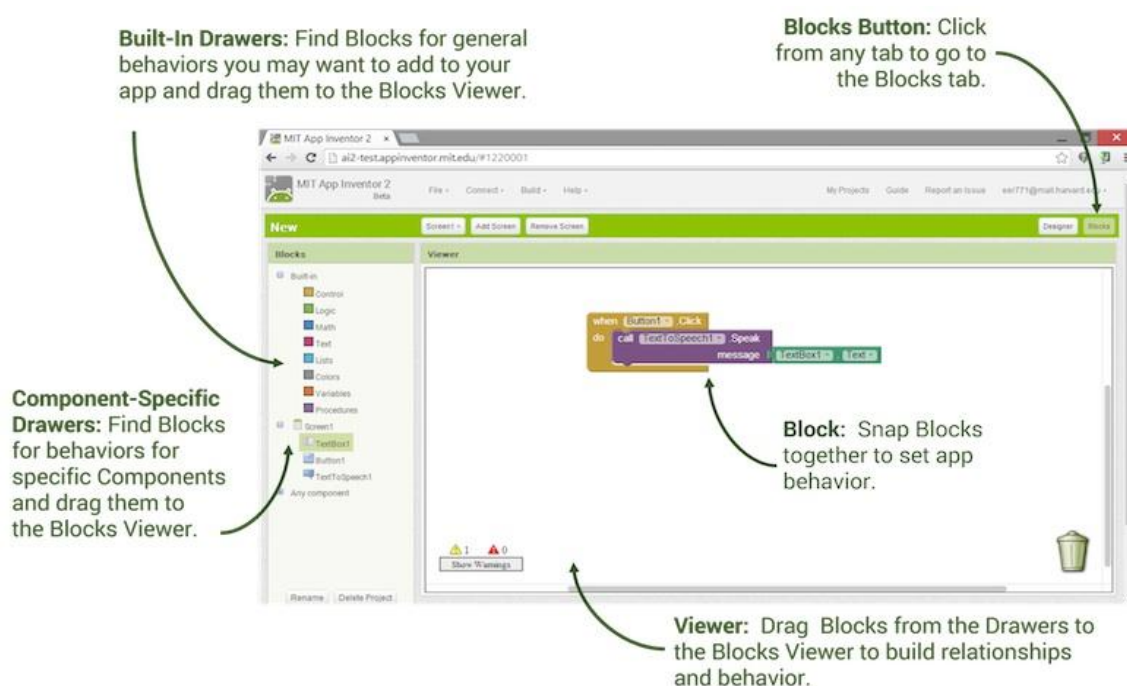 Built-In Drawers: Find Blocks for general
behaviors you may want to add to your
app and drag them to the Blocks Viewer.
Blocks Button: Click
from any tab to go to
the Blocks tab.
MIT App Inventor 2
ai2-test.appinventor.mit.edu/#1220001
MIT App Inventor 2
Beta
File
Connect
Build
Help
My Projects
Guide
Report an Issue
New
Screen1
Add Screen
Remove Screen
Designer
Blocks
Blocks
Viewer
Built-in
Control
Logic
Math
Text
Lists
Colors
Variables
Procedures
Screen1
TextBox1
Button1
TextToSpeech1
Any component
when Button1 .Click
do call TextToSpeech1 .Speak
message TextBox1 . Text
Component-Specific
Drawers: Find Blocks
for behaviors for
specific Components
and drag them to
the Blocks Viewer.
Block: Snap Blocks
together to set app
behavior.
1 0
Show Warnings
Rename Delete Project
Viewer: Drag Blocks from the Drawers to
the Blocks Viewer to build relationships
and behavior.